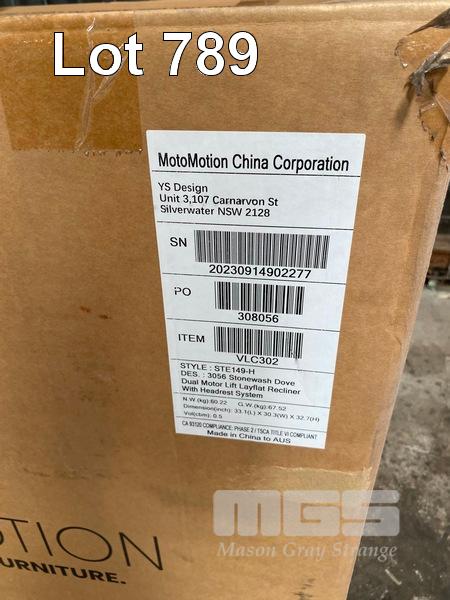 Lot 789
MotoMotion China Corporation
YS Design
Unit 3,107 Carnarvon St
Silverwater NSW 2128
SN
20230914902277
PO
308056
ITEM
VLC302
STYLE : STE149-H
DES. : 3056 Stonewash Dove
Dual Motor Lift Layflat Recliner
With Headrest System
N.W.(kg):60.22 G.W.(kg):67.52
Dimension(inch): 33.1(L) X 30.3(W) X 32.7(H)
Vol(cbm): 0.5
CA 93120 COMPLIANCE: PHASE 2 / TSCA TITLE VI COMPLIANT
Made in China to AUS
MGS
Mason Gray Strange
OTION
URNITURE.